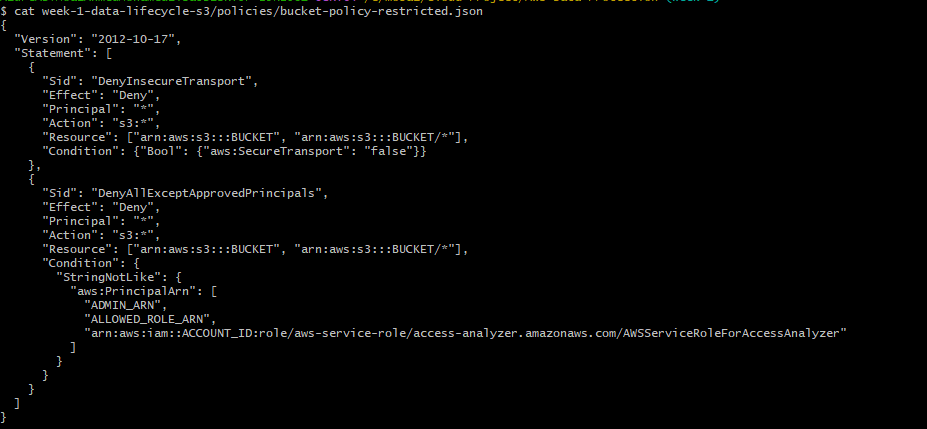 $ cat week-1-data-lifecycle-s3/policies/bucket-policy-restricted.json
{
  "Version": "2012-10-17",
  "Statement": [
    {
      "Sid": "DenyInsecureTransport",
      "Effect": "Deny",
      "Principal": "*",
      "Action": "s3:*",
      "Resource": ["arn:aws:s3:::BUCKET", "arn:aws:s3:::BUCKET/*"],
      "Condition": {"Bool": {"aws:SecureTransport": "false"}}
    },
    {
      "Sid": "DenyAllExceptApprovedPrincipals",
      "Effect": "Deny",
      "Principal": "*",
      "Action": "s3:*",
      "Resource": ["arn:aws:s3:::BUCKET", "arn:aws:s3:::BUCKET/*"],
      "Condition": {
        "StringNotLike": {
          "aws:PrincipalArn": [
            "ADMIN_ARN",
            "ALLOWED_ROLE_ARN",
            "arn:aws:iam::ACCOUNT_ID:role/aws-service-role/access-analyzer.amazonaws.com/AWSServiceRoleForAccessAnalyzer"
          ]
        }
      }
    }
  ]
}